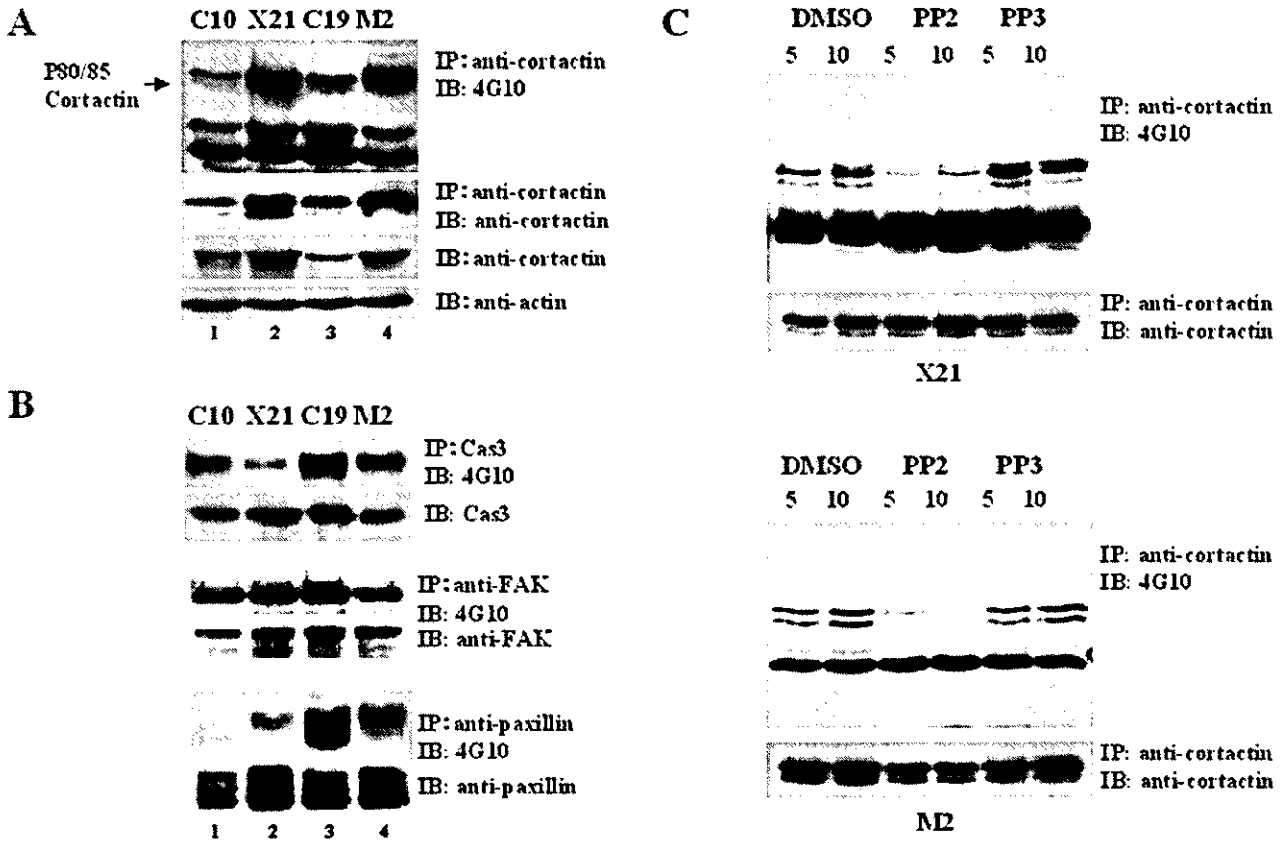 A
C10 X21 C19 M2
P80/85
Cortactin
IP: anti-cortactin
IB: 4G10
IP: anti-cortactin
IB: anti-cortactin
IB: anti-cortactin
IB: anti-actin
1 2 3 4
B
C10 X21 C19 M2
IP: Cas3
IB: 4G10
IB: Cas3
IP: anti-FAK
IB: 4G10
IB: anti-FAK
IP: anti-paxillin
IB: 4G10
IB: anti-paxillin
1 2 3 4
C
DMSO PP2 PP3
5 10 5 10 5 10
IP: anti-cortactin
IB: 4G10
IP: anti-cortactin
IB: anti-cortactin
X21
DMSO PP2 PP3
5 10 5 10 5 10
IP: anti-cortactin
IB: 4G10
IP: anti-cortactin
IB: anti-cortactin
M2